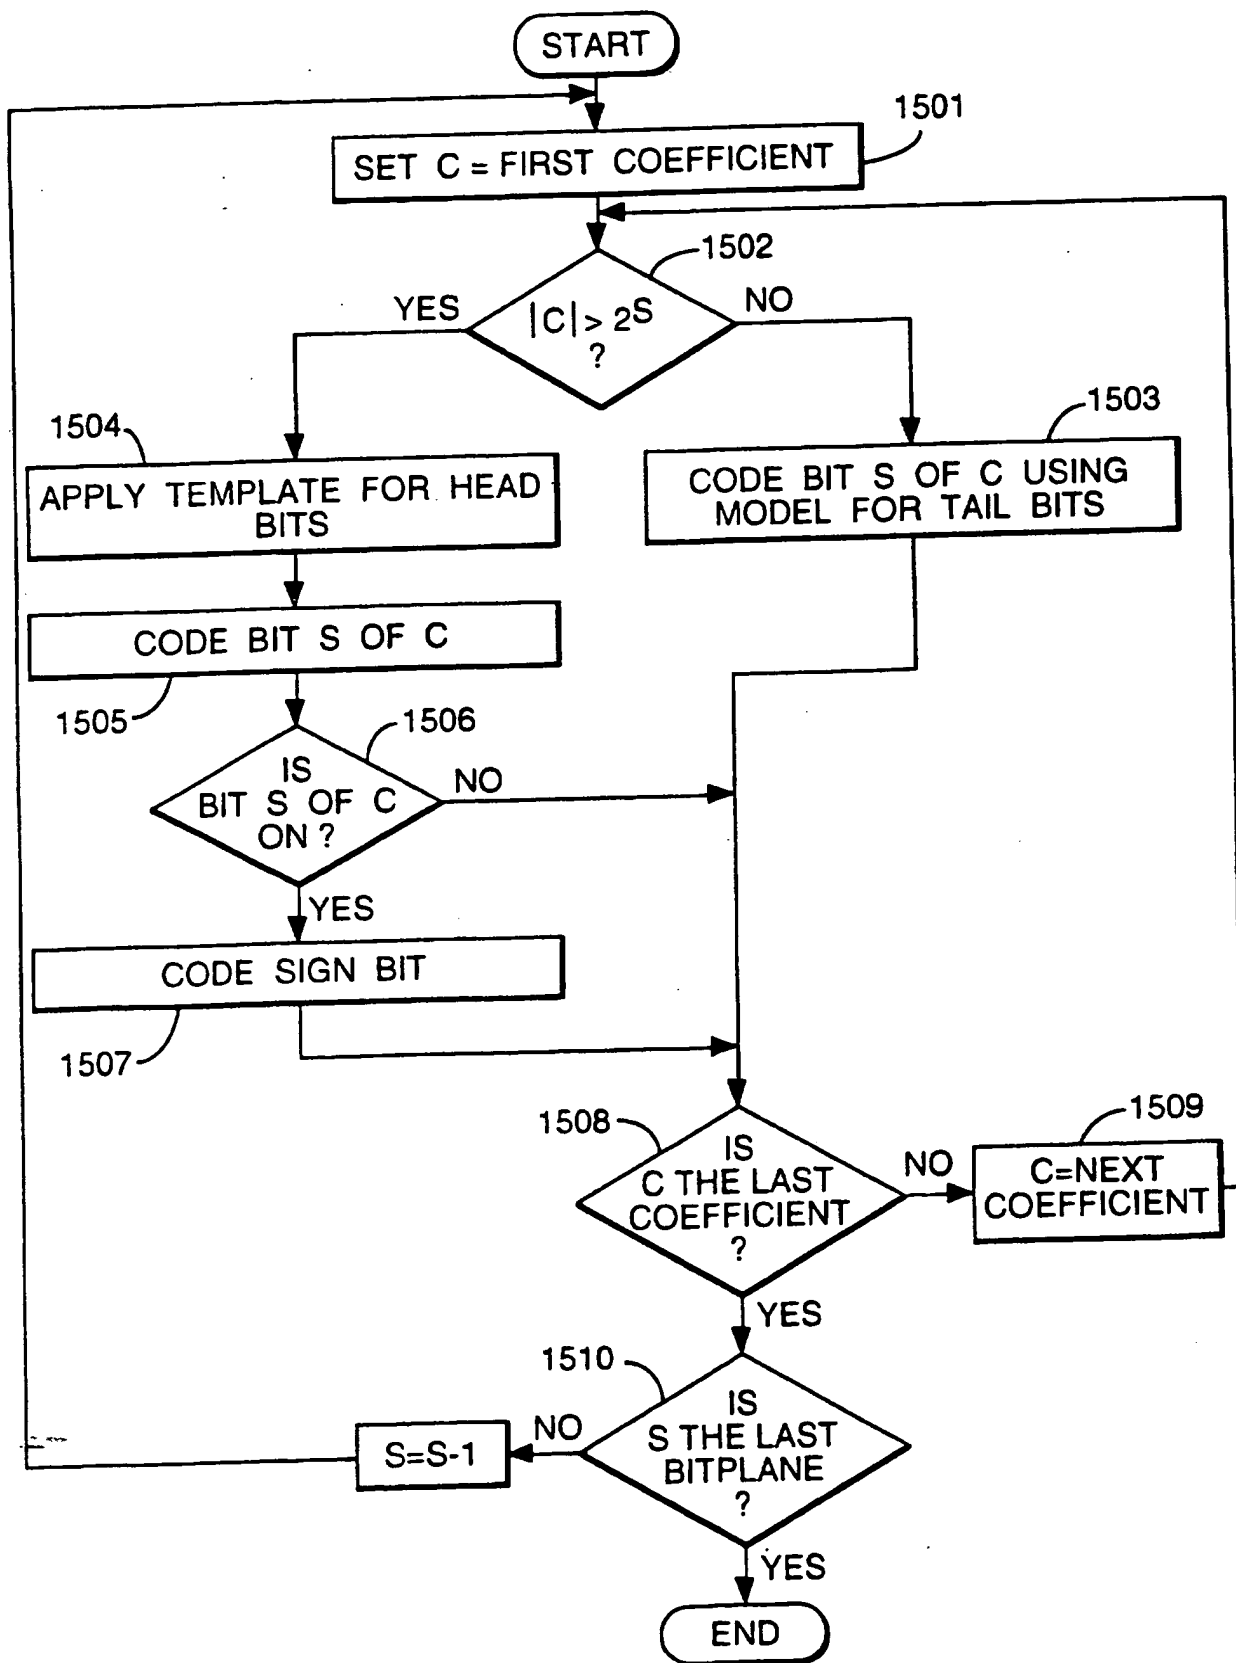 START
1501
SET C = FIRST COEFFICIENT
1502
YES
|C| > 2^S
?
NO
1504
APPLY TEMPLATE FOR HEAD
BITS
1503
CODE BIT S OF C USING
MODEL FOR TAIL BITS
CODE BIT S OF C
1505
1506
IS
BIT S OF C
ON ?
NO
YES
CODE SIGN BIT
1507
1508
IS
C THE LAST
COEFFICIENT
?
NO
1509
C=NEXT
COEFFICIENT
YES
1510
IS
S THE LAST
BITPLANE
?
NO
S=S-1
YES
END